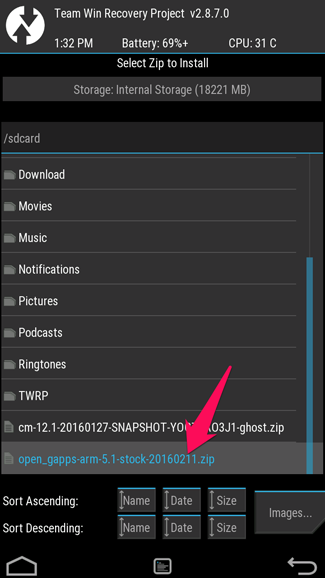 Team Win Recovery Project v2.8.7.0
1:32 PM Battery: 69%+ CPU: 31 C
Select Zip to Install
Storage: Internal Storage (18221 MB)
/sdcard
Download
Movies
Music
Notifications
Pictures
Podcasts
Ringtones
TWRP
cm-12.1-20160127-SNAPSHOT- -ghost.zip
open_gapps-arm-5.1-stock-20160211.zip
Sort Ascending: Name Date Size
Images...
Sort Descending: Name Date Size